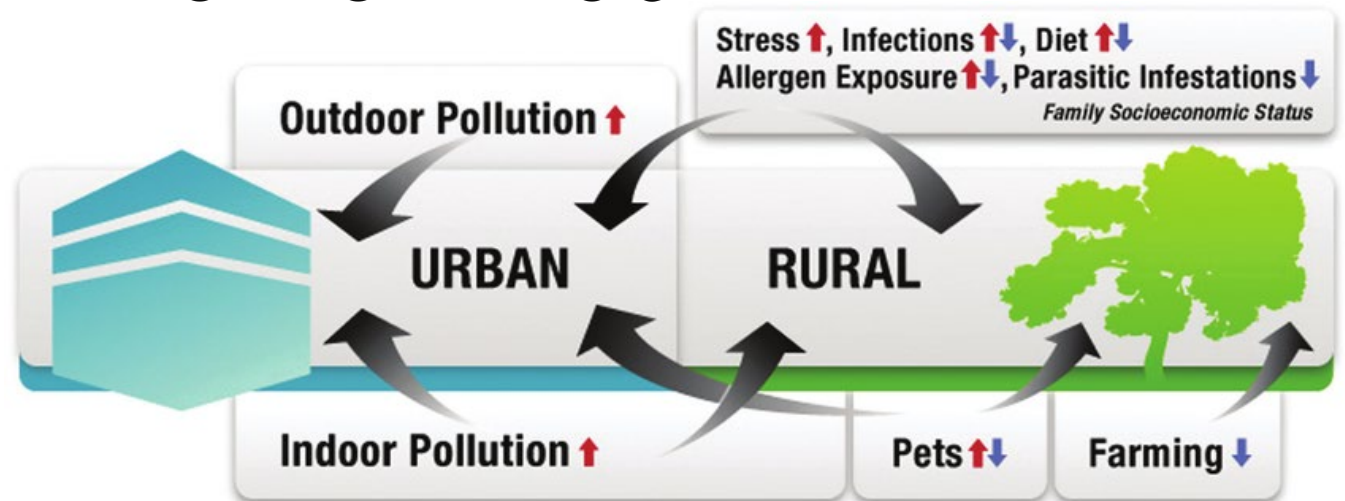 Stress ⬆, Infections ⬆⬇, Diet ⬆⬇
Allergen Exposure ⬆⬇, Parasitic Infestations ⬇
Family Socioeconomic Status
Outdoor Pollution ⬆
URBAN
RURAL
Indoor Pollution ⬆
Pets ⬆⬇
Farming ⬇